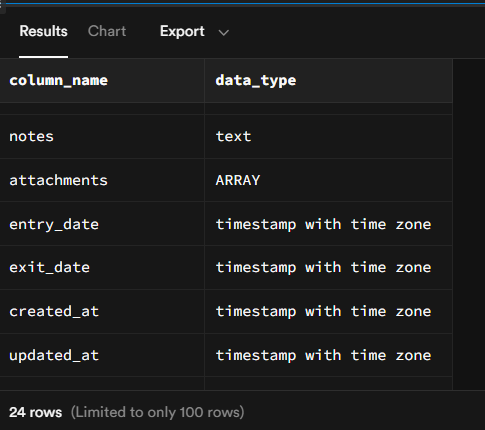 Results Chart Export
column_name data_type
notes text
attachments ARRAY
entry_date timestamp with time zone
exit_date timestamp with time zone
created_at timestamp with time zone
updated_at timestamp with time zone
24 rows (Limited to only 100 rows)